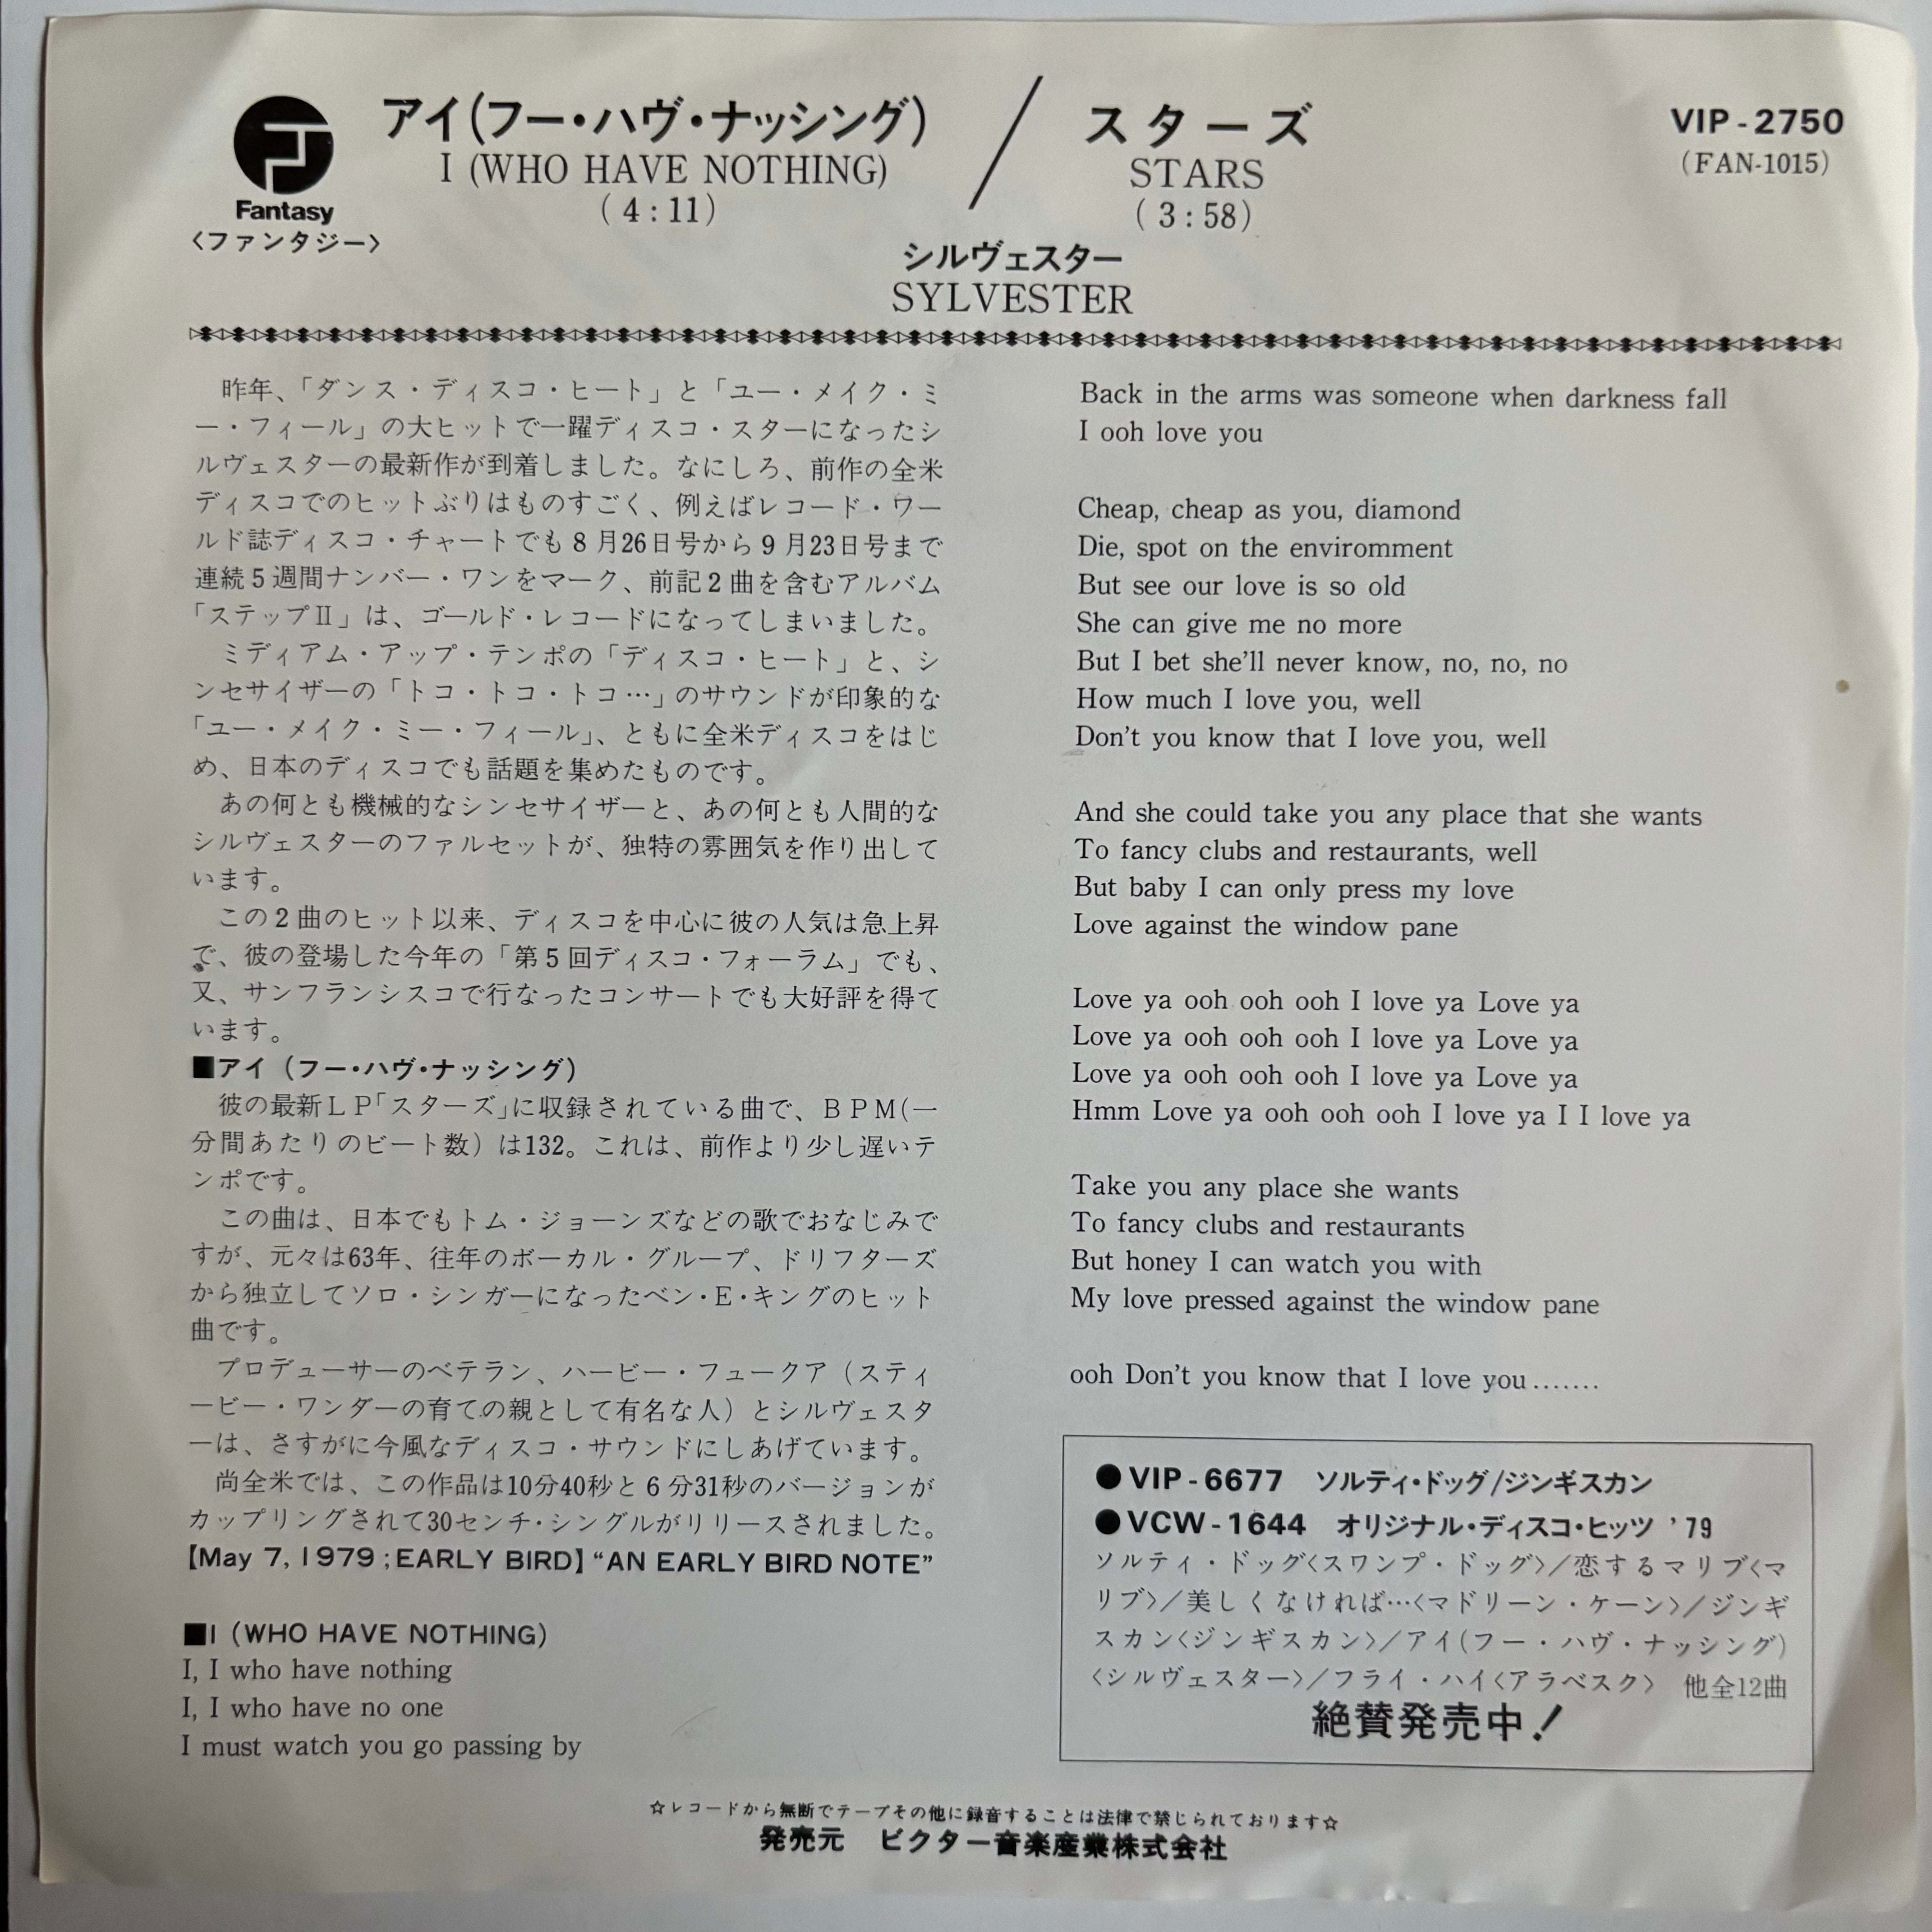 アイ(フー・ハヴ・ナッシング)／スターズ
I (WHO HAVE NOTHING)
(4:11)
STARS
(3:58)
VIP-2750
(FAN-1015)
Fantasy
〈ファンタジー〉
シルヴェスター
SYLVESTER
昨年、「ダンス・ディスコ・ヒート」と「ユー・メイク・ミ
ー・フィール」の大ヒットで一躍ディスコ・スターになったシ
ルヴェスターの最新作が到着しました。なにしろ、前作の全米
ディスコでのヒットぶりはものすごく、例えばレコード・ワー
ルド誌ディスコ・チャートでも8月26日号から9月23日号まで
連続5週間ナンバー・ワンをマーク、前記2曲を含むアルバム
「ステップⅡ」は、ゴールド・レコードになってしまいました。
ミディアム・アップ・テンポの「ディスコ・ヒート」と、シ
ンセサイザーの「トコ・トコ・トコ…」のサウンドが印象的な
「ユー・メイク・ミー・フィール」、ともに全米ディスコをはじ
め、日本のディスコでも話題を集めたものです。
あの何とも機械的なシンセサイザーと、あの何とも人間的な
シルヴェスターのファルセットが、独特の雰囲気を作り出して
います。
この2曲のヒット以来、ディスコを中心に彼の人気は急上昇
で、彼の登場した今年の「第5回ディスコ・フォーラム」でも、
又、サンフランシスコで行なったコンサートでも大好評を得て
います。
■アイ（フー・ハヴ・ナッシング）
彼の最新ＬＰ「スターズ」に収録されている曲で、ＢＰＭ(一
分間あたりのビート数）は132。これは、前作より少し遅いテ
ンポです。
この曲は、日本でもトム・ジョーンズなどの歌でおなじみで
すが、元々は63年、往年のボーカル・グループ、ドリフターズ
から独立してソロ・シンガーになったベン・E・キングのヒット
曲です。
プロデューサーのベテラン、ハービー・フュークア（スティ
ービー・ワンダーの育ての親として有名な人）とシルヴェスタ
ーは、さすがに今風なディスコ・サウンドにしあげています。
尚全米では、この作品は10分40秒と6分31秒のバージョンが
カップリングされて30センチ・シングルがリリースされました。
【May 7, 1979 ; EARLY BIRD】“AN EARLY BIRD NOTE”
■I (WHO HAVE NOTHING)
I, I who have nothing
I, I who have no one
I must watch you go passing by
Back in the arms was someone when darkness fall
I ooh love you
Cheap, cheap as you, diamond
Die, spot on the enviromment
But see our love is so old
She can give me no more
But I bet she'll never know, no, no, no
How much I love you, well
Don't you know that I love you, well
And she could take you any place that she wants
To fancy clubs and restaurants, well
But baby I can only press my love
Love against the window pane
Love ya ooh ooh ooh I love ya Love ya
Love ya ooh ooh ooh I love ya Love ya
Love ya ooh ooh ooh I love ya Love ya
Hmm Love ya ooh ooh ooh I love ya I I love ya
Take you any place she wants
To fancy clubs and restaurants
But honey I can watch you with
My love pressed against the window pane
ooh Don't you know that I love you.......
●VIP-6677 ソルティ・ドッグ/ジンギスカン
●VCW-1644 オリジナル・ディスコ・ヒッツ '79
ソルティ・ドッグ〈スワンプ・ドッグ〉／恋するマリブ〈マ
リブ〉／美しくなければ…〈マドリーン・ケーン〉／ジンギ
スカン〈ジンギスカン〉／アイ(フー・ハヴ・ナッシング)
〈シルヴェスター〉／フライ・ハイ〈アラベスク〉 他全12曲
絶賛発売中！
☆レコードから無断でテープその他に録音することは法律で禁じられております☆
発売元 ビクター音楽産業株式会社